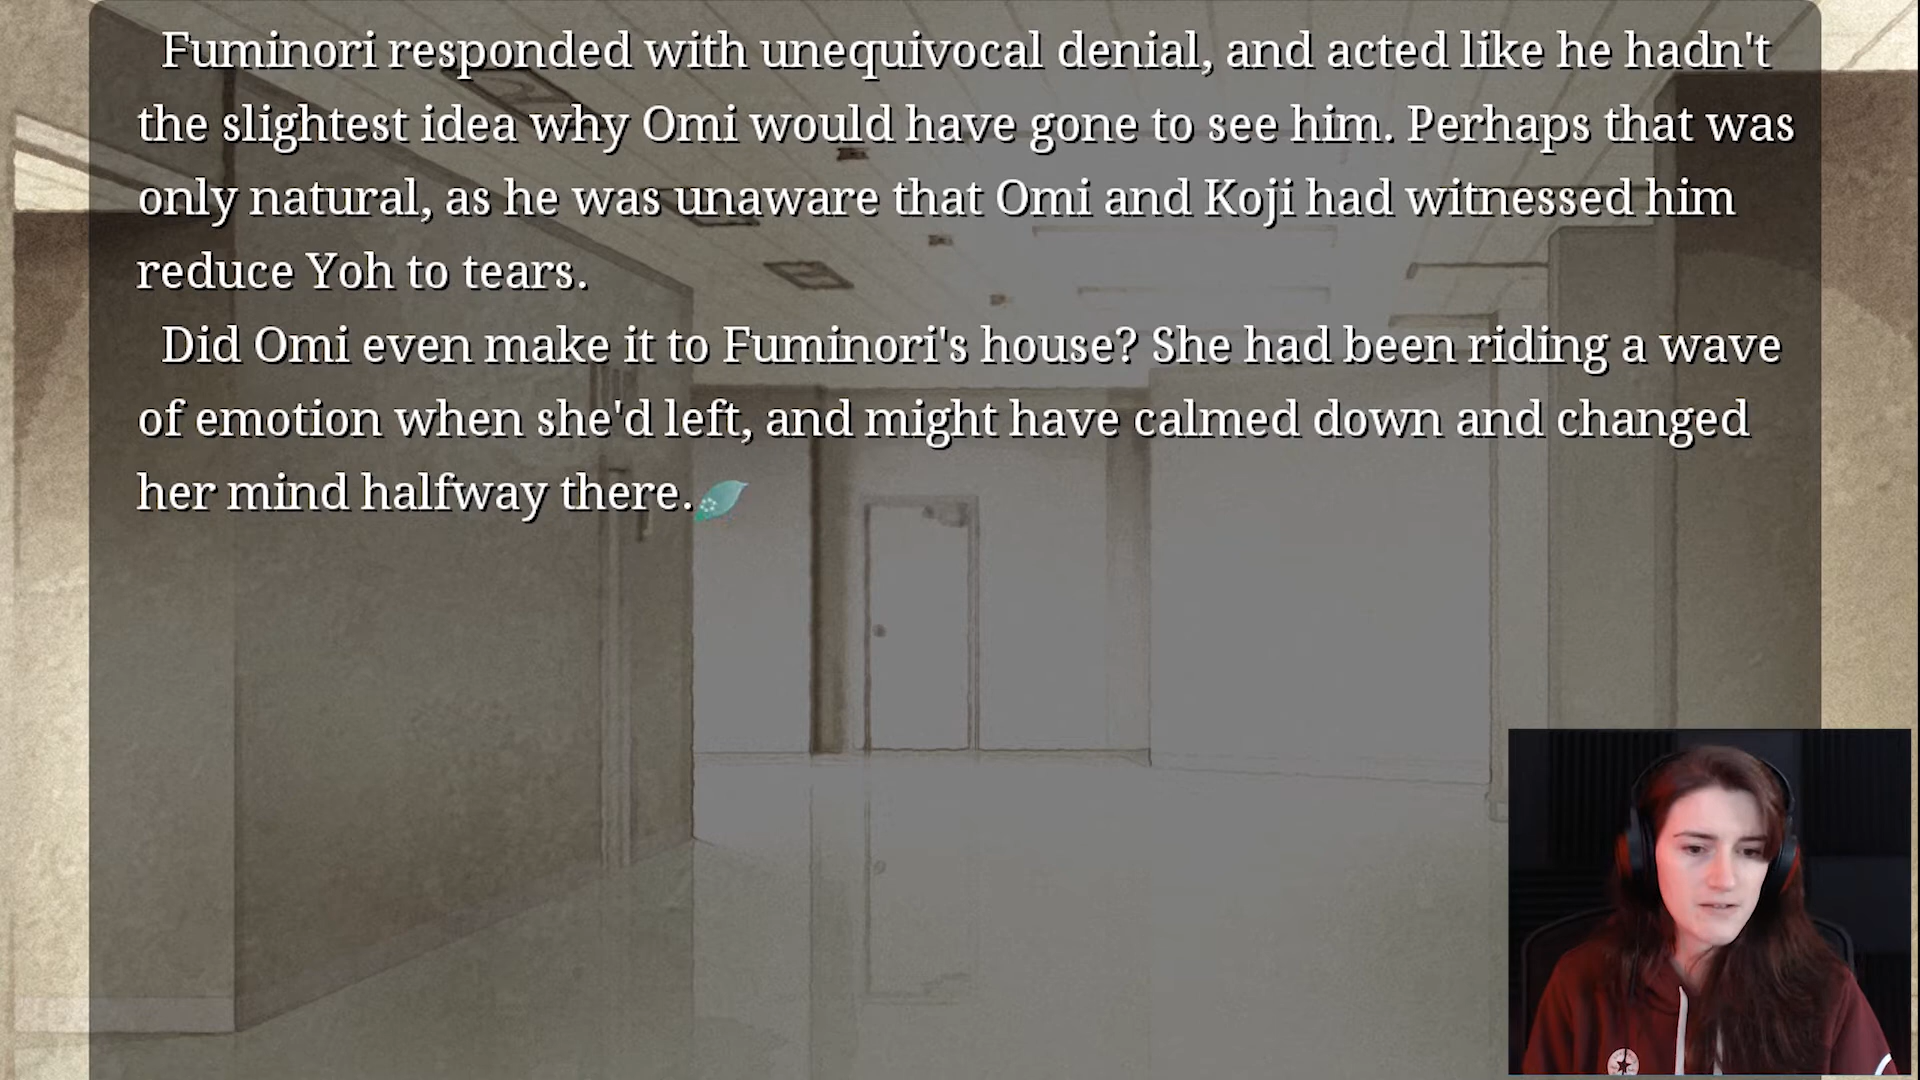 Fuminori responded with unequivocal denial, and acted like he hadn't
the slightest idea why Omi would have gone to see him. Perhaps that was
only natural, as he was unaware that Omi and Koji had witnessed him
reduce Yoh to tears.
Did Omi even make it to Fuminori's house? She had been riding a wave
of emotion when she'd left, and might have calmed down and changed
her mind halfway there.